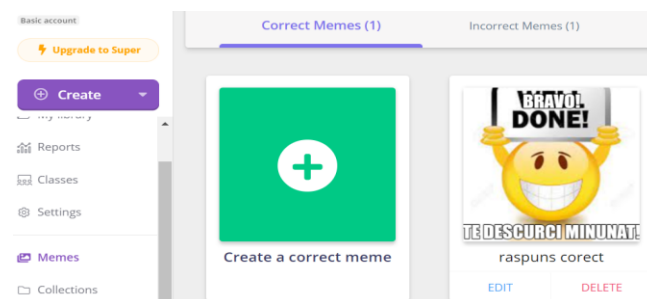 Basic account
Upgrade to Super
Create
My library
Reports
Classes
Settings
Memes
Collections
Correct Memes (1)
Incorrect Memes (1)
Create a correct meme
BRAVO!
DONE!
TE DESCURCI MINUNAT!
raspuns corect
EDIT
DELETE